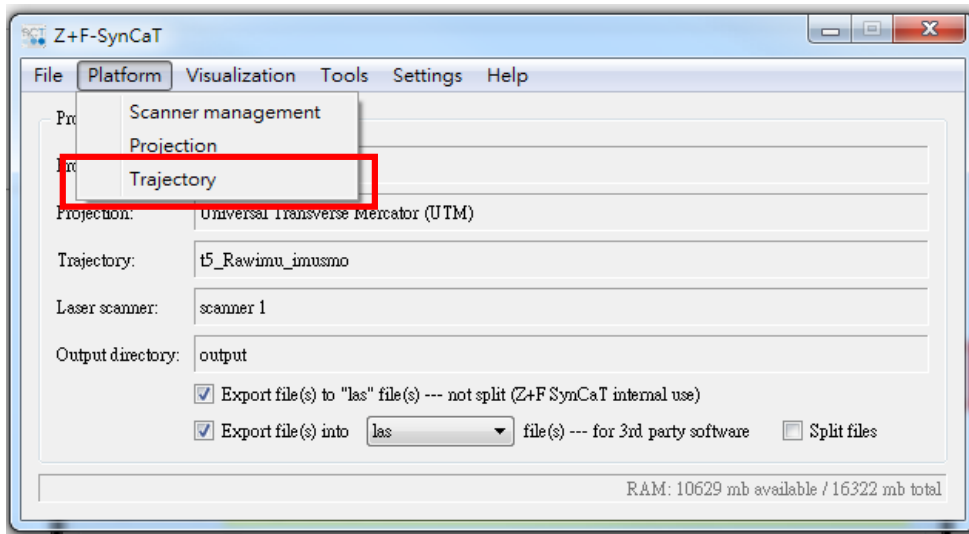 Z+F-SynCaT
File Platform Visualization Tools Settings Help
Scanner management
Projection
Trajectory
Projection: Universal Transverse Mercator (UTM)
Trajectory: t5_Rawimu_imusmo
Laser scanner: scanner 1
Output directory: output
Export file(s) to "las" file(s) --- not split (Z+F SynCaT internal use)
Export file(s) into las file(s) --- for 3rd party software Split files
RAM: 10629 mb available / 16322 mb total